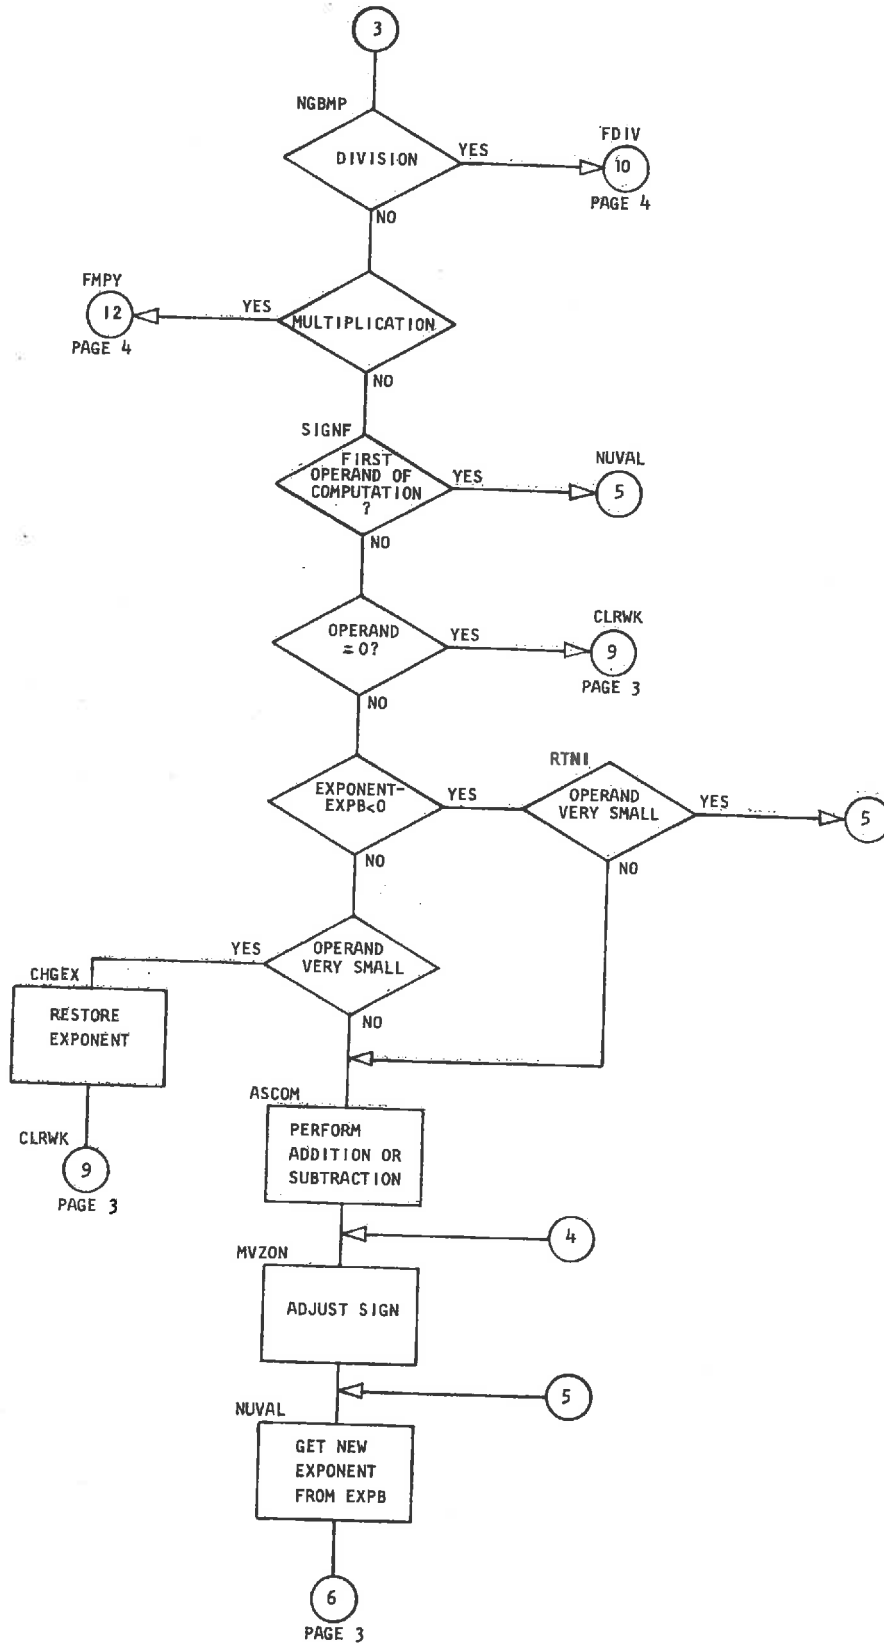 3
NGBMP
DIVISION
YES
FDIV
10
PAGE 4
NO
FMPY
12
PAGE 4
YES
MULTIPLICATION
NO
SIGNF
FIRST
OPERAND OF
COMPUTATION
?
YES
NUVAL
5
NO
OPERAND
=0?
YES
CLRWK
9
PAGE 3
NO
EXPONENT-
EXPB<0
YES
RTN1
OPERAND
VERY SMALL
YES
5
NO
NO
OPERAND
VERY SMALL
YES
CHGEX
RESTORE
EXPONENT
NO
CLRWK
9
PAGE 3
ASCOM
PERFORM
ADDITION OR
SUBTRACTION
4
MVZON
ADJUST SIGN
5
NUVAL
GET NEW
EXPONENT
FROM EXPB
6
PAGE 3